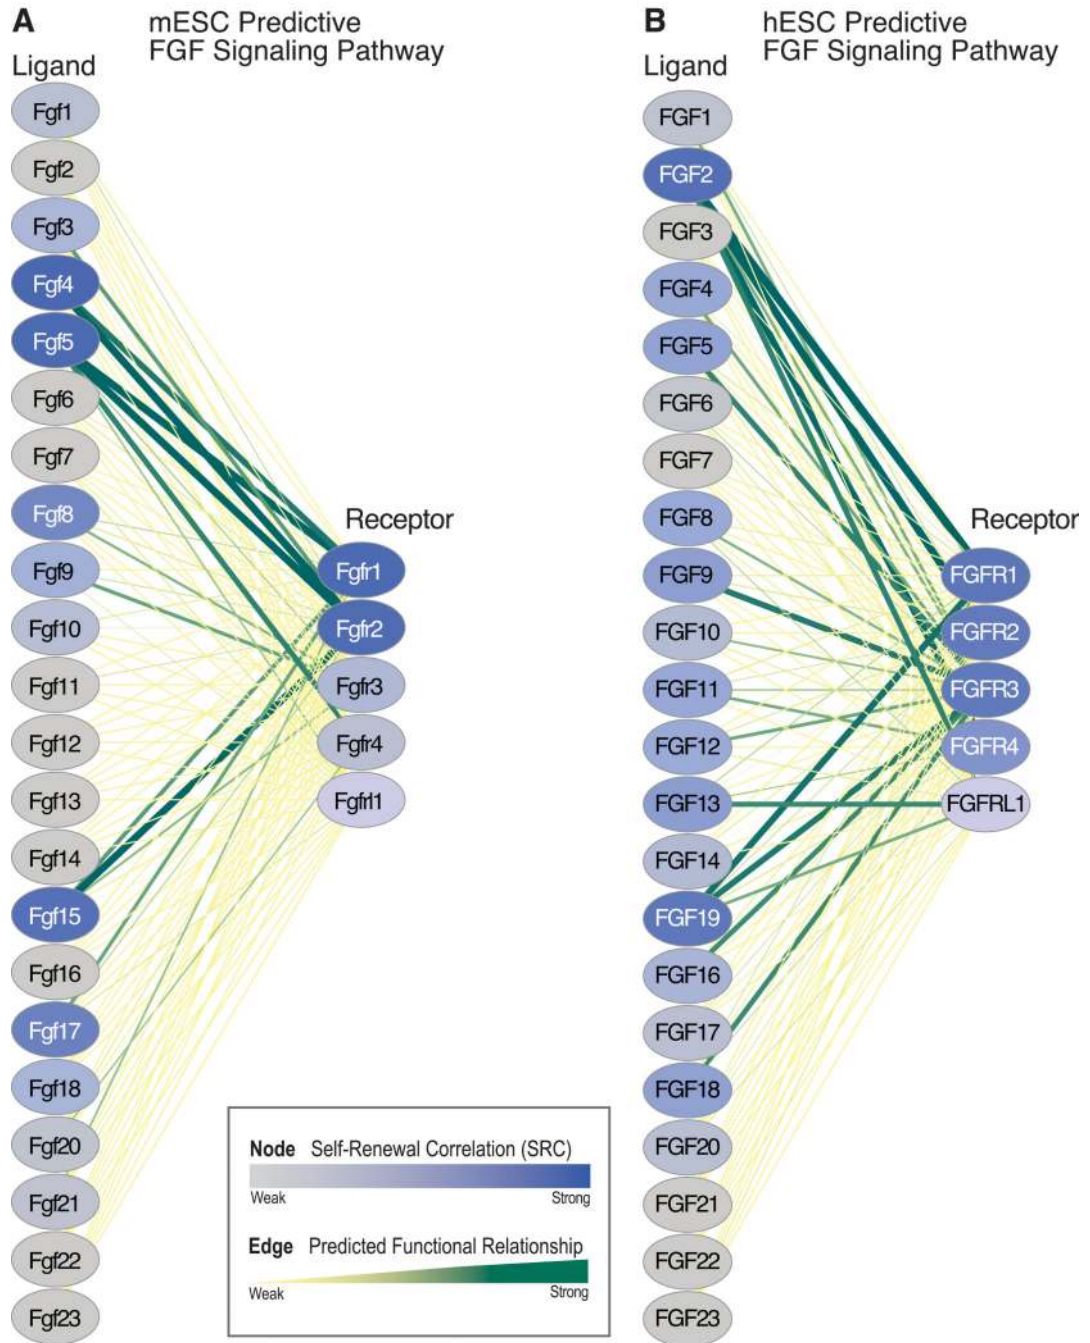 A
mESC Predictive
FGF Signaling Pathway
Ligand
Fgf1
Fgf2
Fgf3
Fgf4
Fgf5
Fgf6
Fgf7
Fgf8
Fgf9
Fgf10
Fgf11
Fgf12
Fgf13
Fgf14
Fgf15
Fgf16
Fgf17
Fgf18
Fgf20
Fgf21
Fgf22
Fgf23
Receptor
Fgfr1
Fgfr2
Fgfr3
Fgfr4
Fgfrl1
Node Self-Renewal Correlation (SRC)
Weak Strong
Edge Predicted Functional Relationship
Weak Strong
B
hESC Predictive
FGF Signaling Pathway
Ligand
FGF1
FGF2
FGF3
FGF4
FGF5
FGF6
FGF7
FGF8
FGF9
FGF10
FGF11
FGF12
FGF13
FGF14
FGF19
FGF16
FGF17
FGF18
FGF20
FGF21
FGF22
FGF23
Receptor
FGFR1
FGFR2
FGFR3
FGFR4
FGFRL1